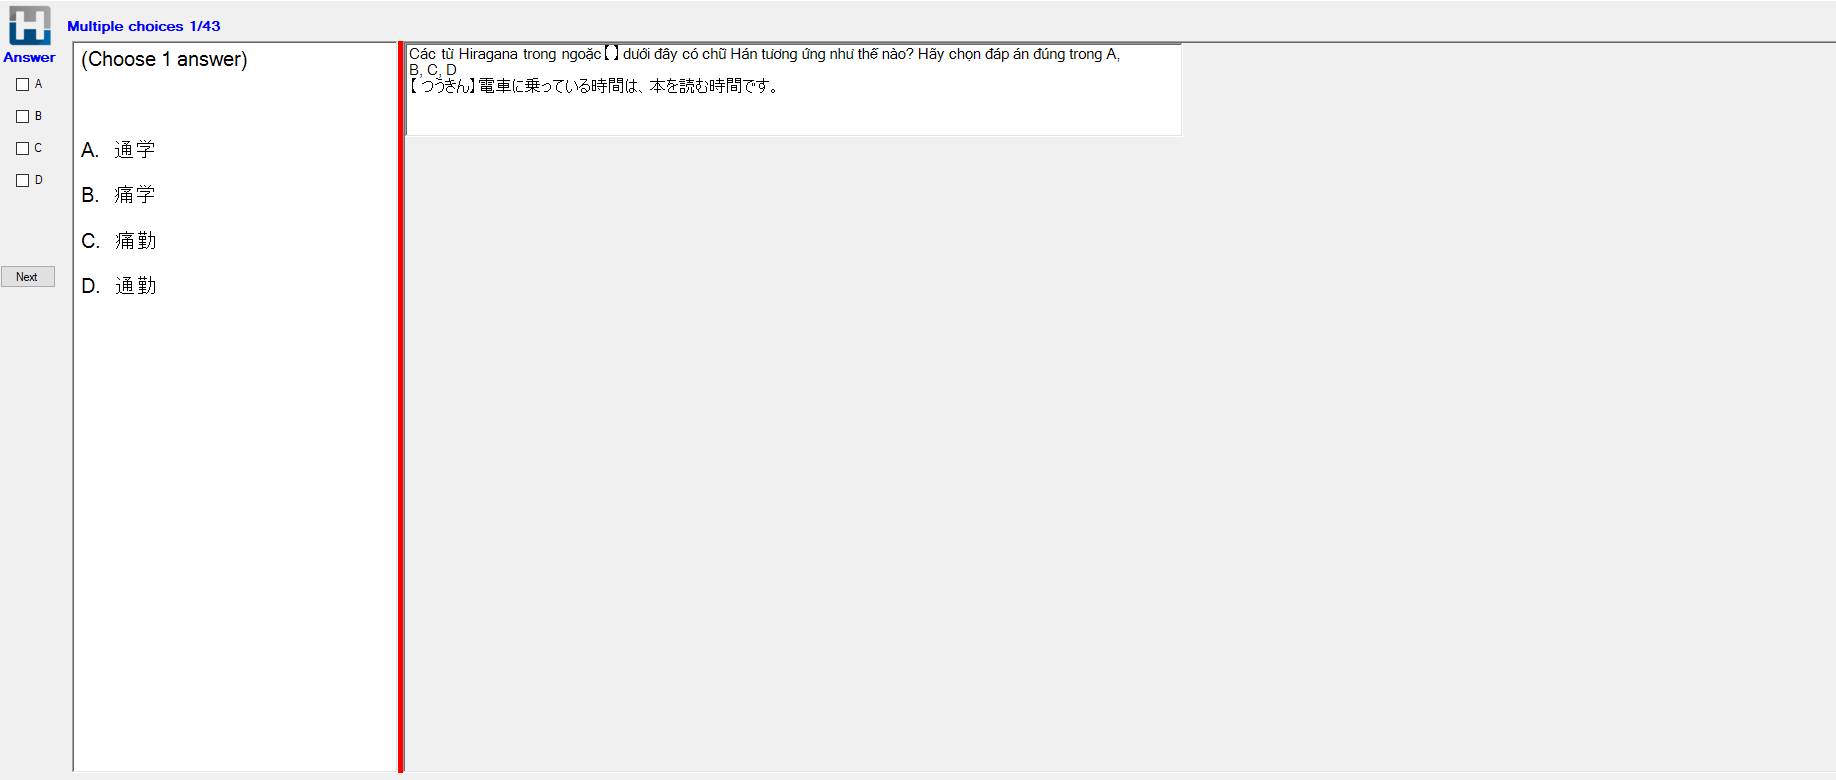 Multiple choices 1/43
Answer
A
B
C
D
Next
(Choose 1 answer)
A. 通学
B. 痛学
C. 痛勤
D. 通勤
Các từ Hiragana trong ngoặc【】dưới đây có chữ Hán tương ứng như thế nào? Hãy chọn đáp án đúng trong A,
B, C, D
【つうきん】電車に乗っている時間は、本を読む時間です。